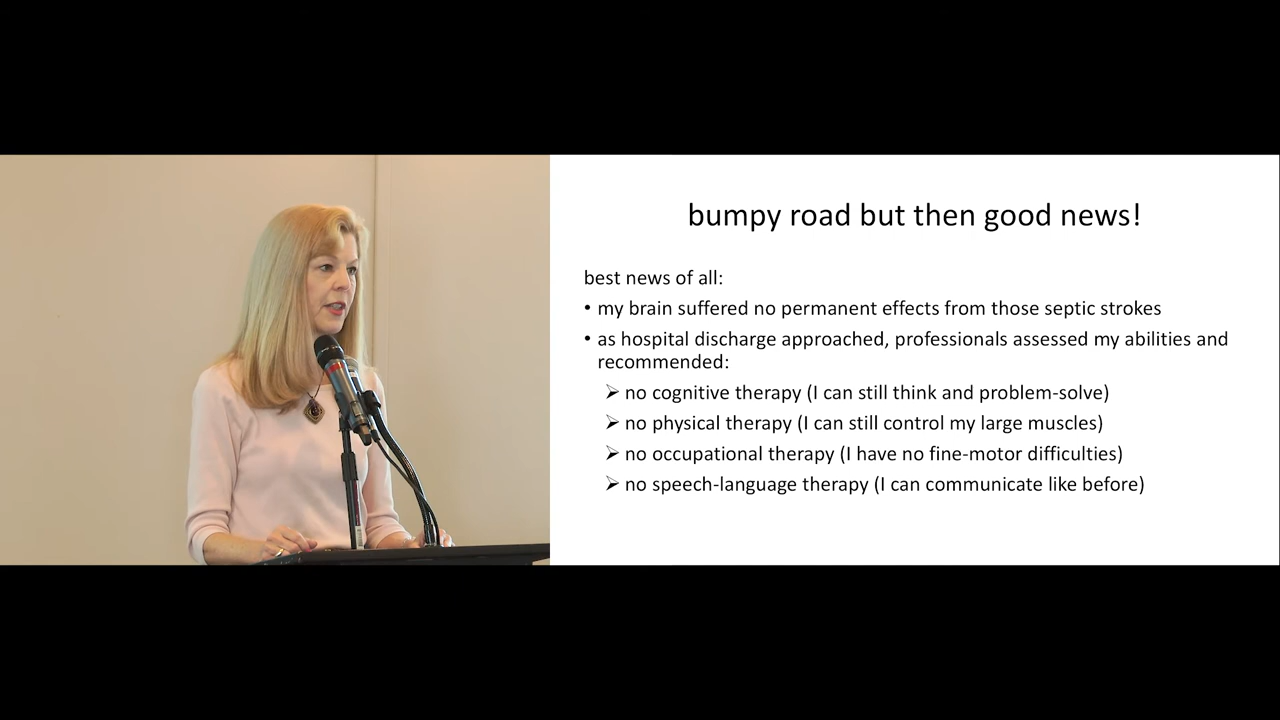 bumpy road but then good news!
best news of all:
• my brain suffered no permanent effects from those septic strokes
• as hospital discharge approached, professionals assessed my abilities and
recommended:
➢ no cognitive therapy (I can still think and problem-solve)
➢ no physical therapy (I can still control my large muscles)
➢ no occupational therapy (I have no fine-motor difficulties)
➢ no speech-language therapy (I can communicate like before)